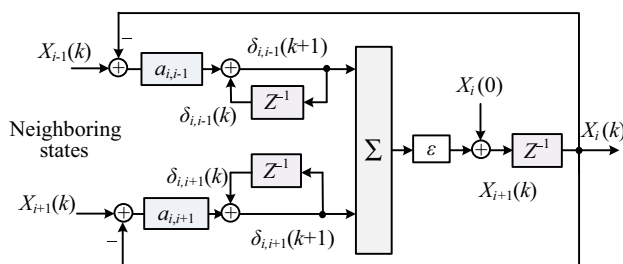 −
X_{i-1}(k)
a_{i,i-1}
δ_{i,i-1}(k+1)
Z^{-1}
δ_{i,i-1}(k)
X_i(0)
Neighboring
states
Σ
ε
Z^{-1}
X_i(k)
X_{i+1}(k)
δ_{i,i+1}(k)
Z^{-1}
X_{i+1}(k)
a_{i,i+1}
δ_{i,i+1}(k+1)
−